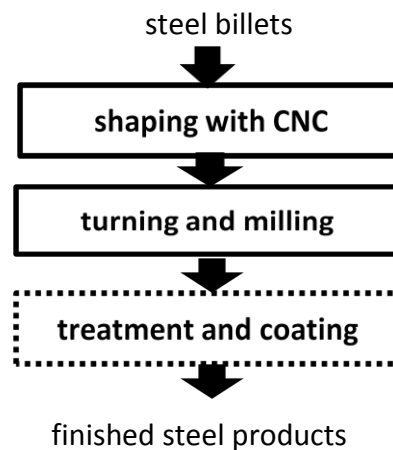 steel billets
shaping with CNC
turning and milling
treatment and coating
finished steel products